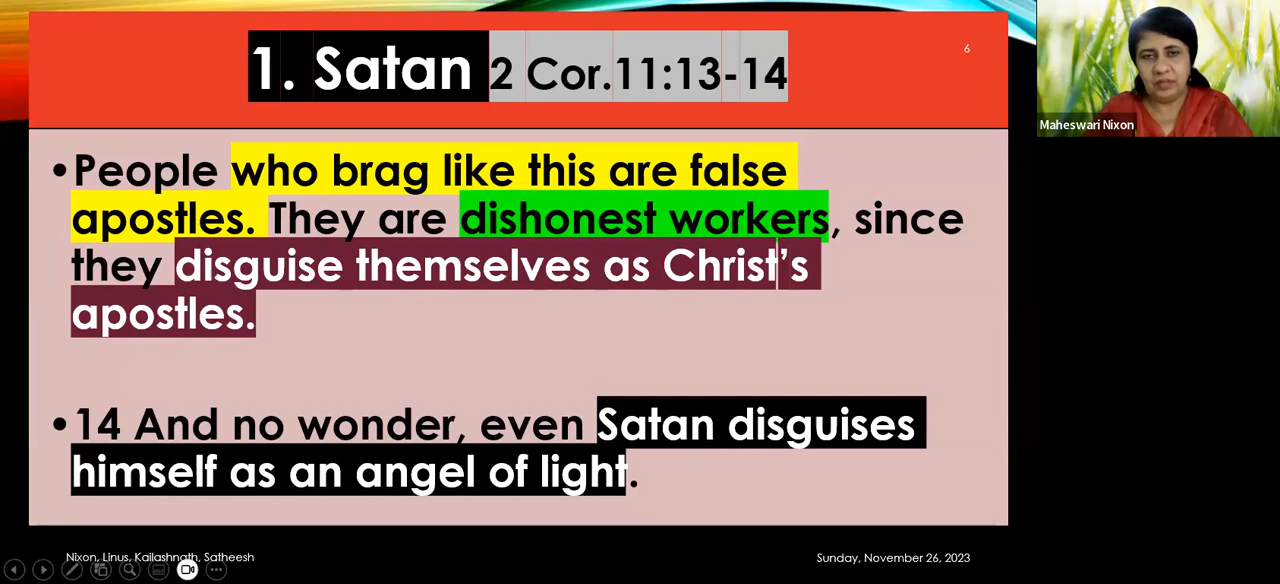 1. Satan 2 Cor.11:13-14
6
Maheswari Nixon
•People who brag like this are false
apostles. They are dishonest workers, since
they disguise themselves as Christ's
apostles.
•14 And no wonder, even Satan disguises
himself as an angel of light.
Nixon, Linus, Kailashnath, Satheesh
Sunday, November 26, 2023